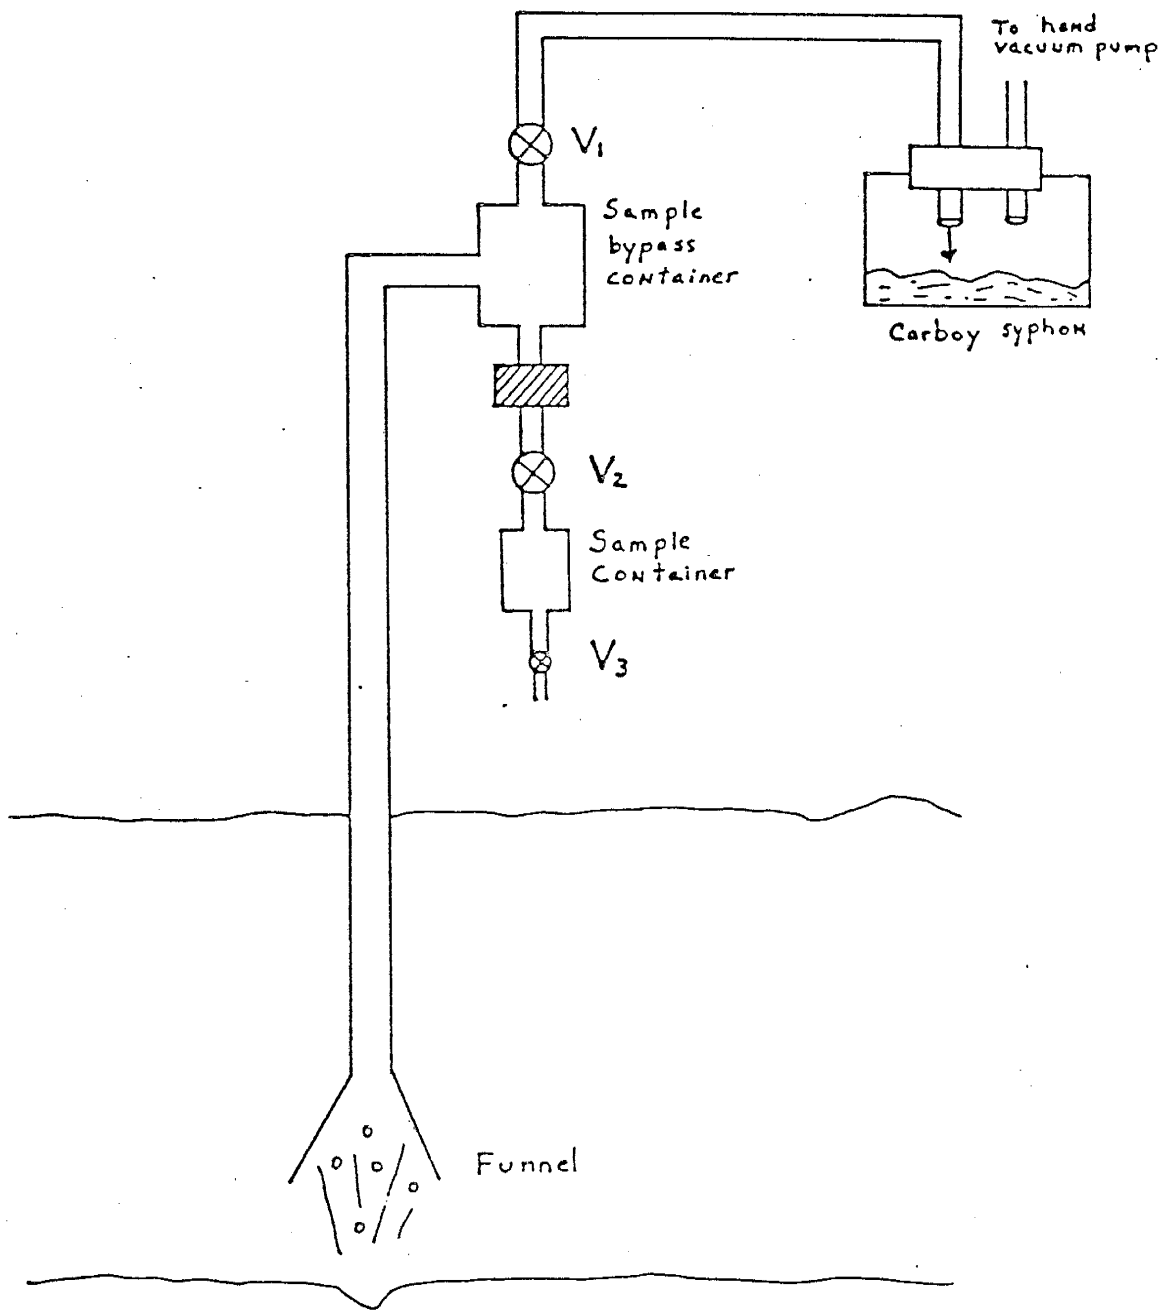 To hand
vacuum pump
V1
Sample
bypass
container
Carboy syphon
V2
Sample
Container
V3
Funnel